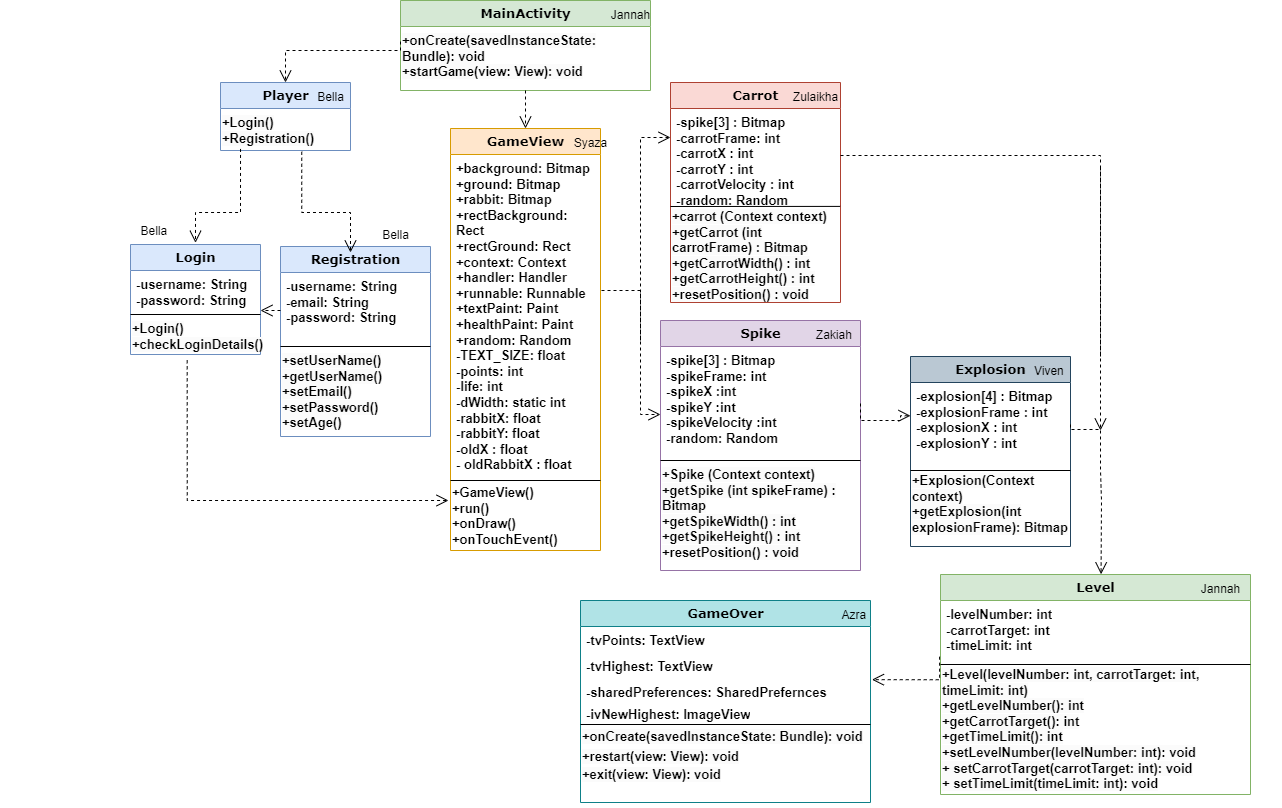 MainActivity
Jannah
+onCreate(savedInstanceState:
Bundle): void
+startGame(view: View): void
Player
Bella
+Login()
+Registration()
Bella
Login
-username: String
-password: String
+Login()
+checkLoginDetails()
Bella
Registration
-username: String
-email: String
-password: String
+setUserName()
+getUserName()
+setEmail()
+setPassword()
+setAge()
GameView
Syaza
+background: Bitmap
+ground: Bitmap
+rabbit: Bitmap
+rectBackground:
Rect
+rectGround: Rect
+context: Context
+handler: Handler
+runnable: Runnable
+textPaint: Paint
+healthPaint: Paint
+random: Random
-TEXT_SIZE: float
-points: int
-life: int
-dWidth: static int
-rabbitX: float
-rabbitY: float
-oldX : float
- oldRabbitX : float
+GameView()
+run()
+onDraw()
+onTouchEvent()
Carrot
Zulaikha
-spike[3] : Bitmap
-carrotFrame: int
-carrotX : int
-carrotY : int
-carrotVelocity : int
-random: Random
+carrot (Context context)
+getCarrot (int
carrotFrame) : Bitmap
+getCarrotWidth() : int
+getCarrotHeight() : int
+resetPosition() : void
Spike
Zakiah
-spike[3] : Bitmap
-spikeFrame: int
-spikeX :int
-spikeY :int
-spikeVelocity :int
-random: Random
+Spike (Context context)
+getSpike (int spikeFrame) :
Bitmap
+getSpikeWidth() : int
+getSpikeHeight() : int
+resetPosition() : void
Explosion
Viven
-explosion[4] : Bitmap
-explosionFrame : int
-explosionX : int
-explosionY : int
+Explosion(Context
context)
+getExplosion(int
explosionFrame): Bitmap
Level
Jannah
-levelNumber: int
-carrotTarget: int
-timeLimit: int
+Level(levelNumber: int, carrotTarget: int,
timeLimit: int)
+getLevelNumber(): int
+getCarrotTarget(): int
+getTimeLimit(): int
+setLevelNumber(levelNumber: int): void
+ setCarrotTarget(carrotTarget: int): void
+ setTimeLimit(timeLimit: int): void
GameOver
Azra
-tvPoints: TextView
-tvHighest: TextView
-sharedPreferences: SharedPrefernces
-ivNewHighest: ImageView
+onCreate(savedInstanceState: Bundle): void
+restart(view: View): void
+exit(view: View): void